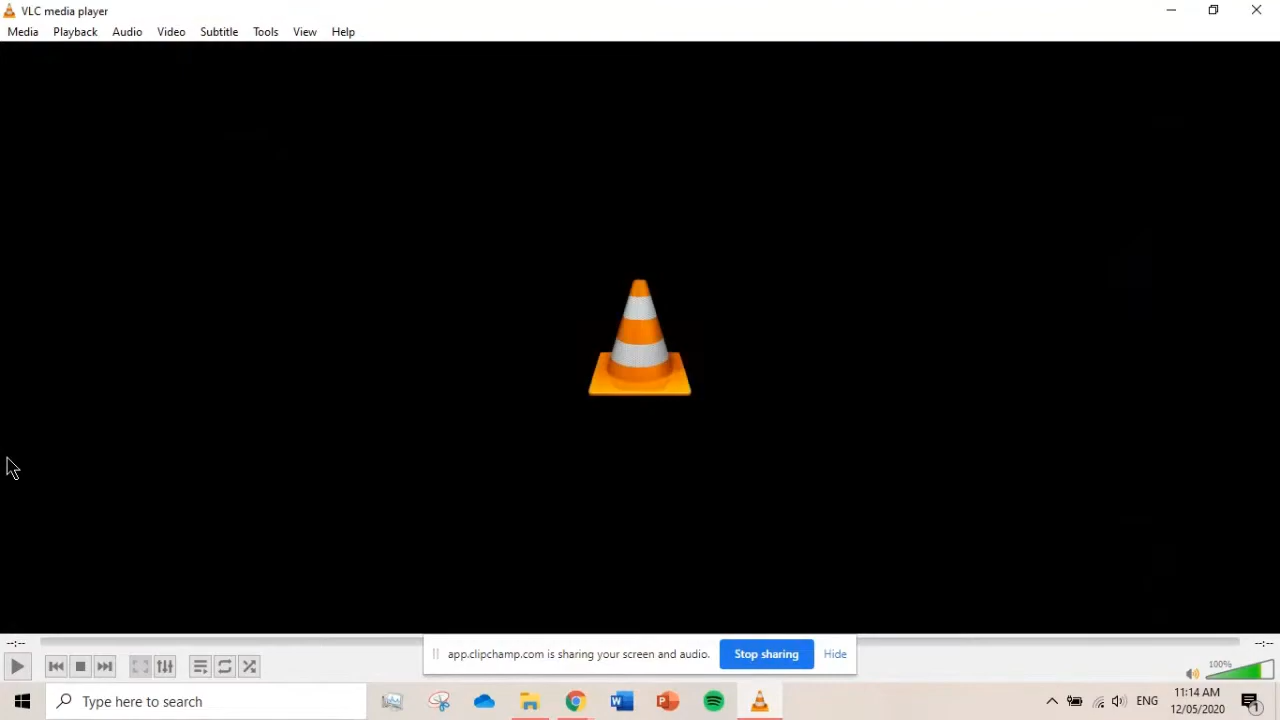 VLC media player
Media Playback Audio Video Subtitle Tools View Help
--:-- --:--
app.clipchamp.com is sharing your screen and audio. Stop sharing Hide
100%
Type here to search
ENG
11:14 AM
12/05/2020
1